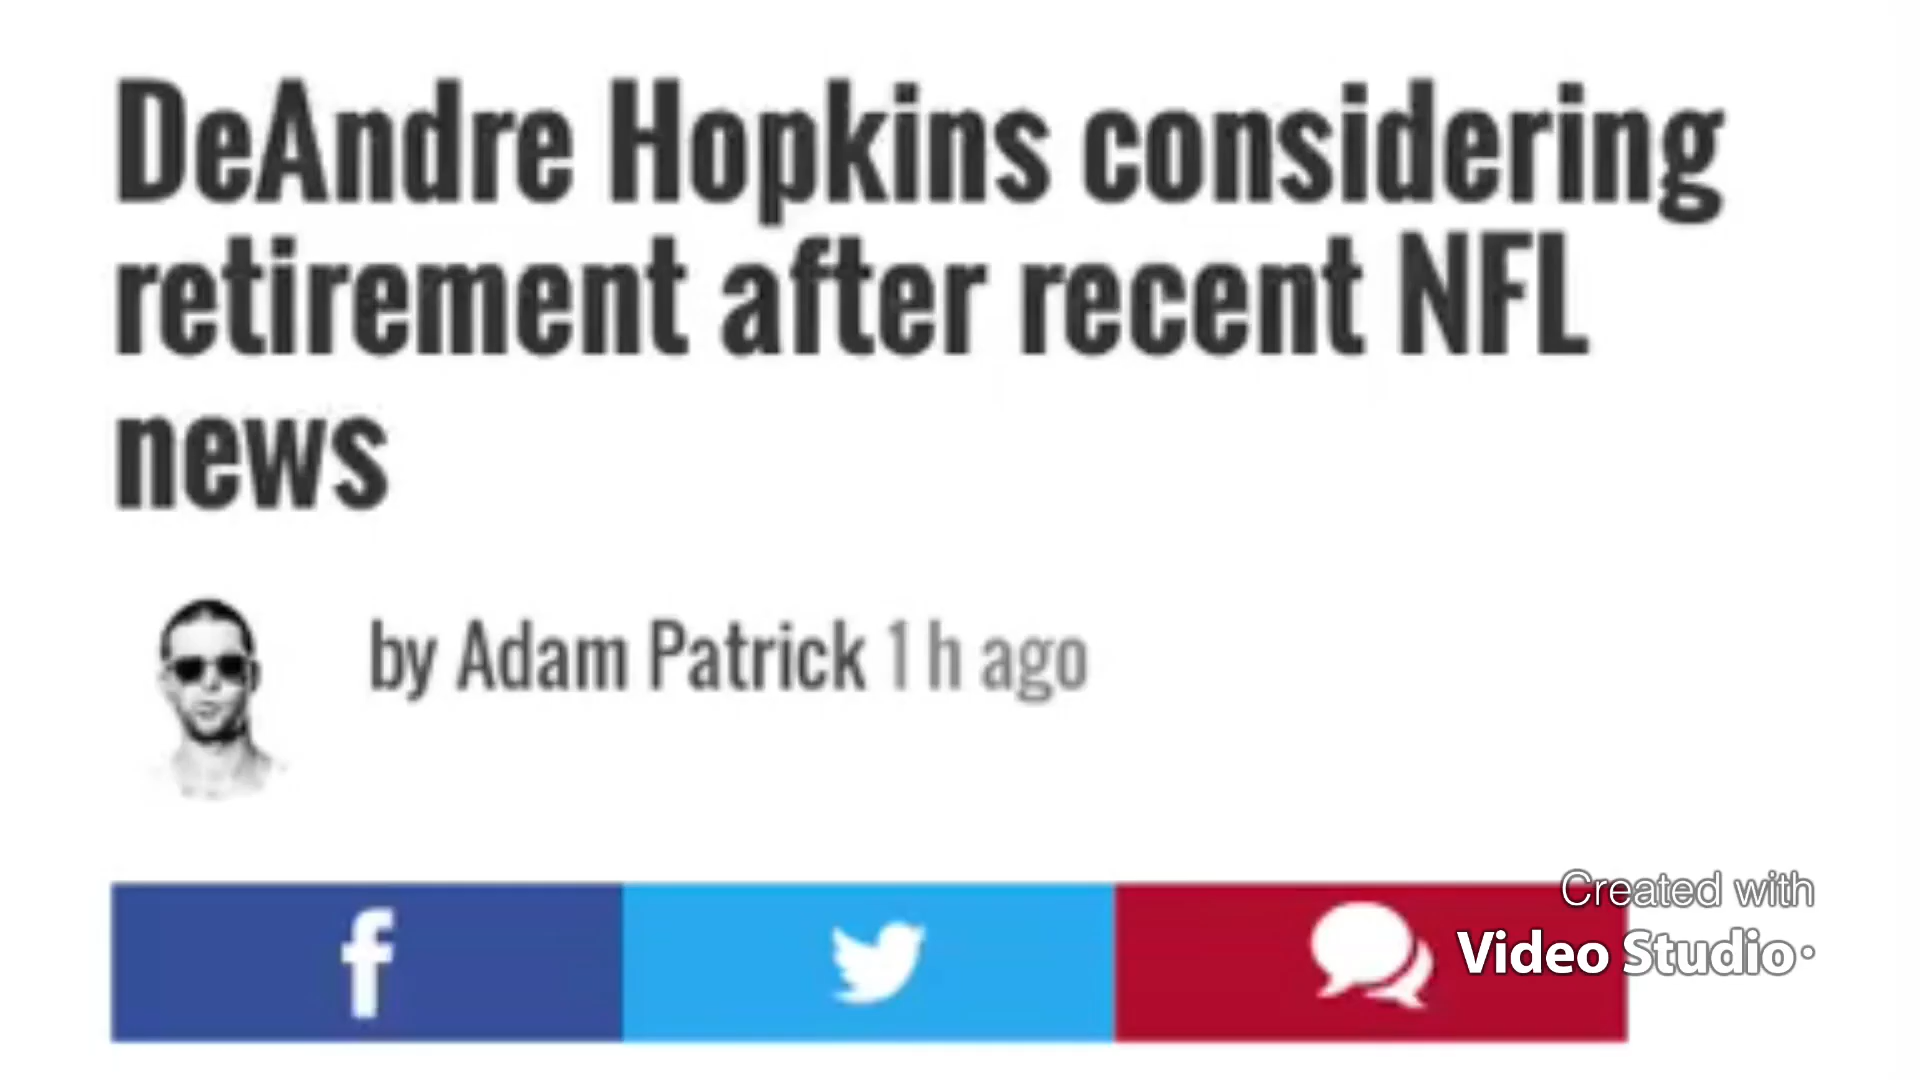 DeAndre Hopkins considering
retirement after recent NFL
news
by Adam Patrick 1 h ago
Created with
Video Studio